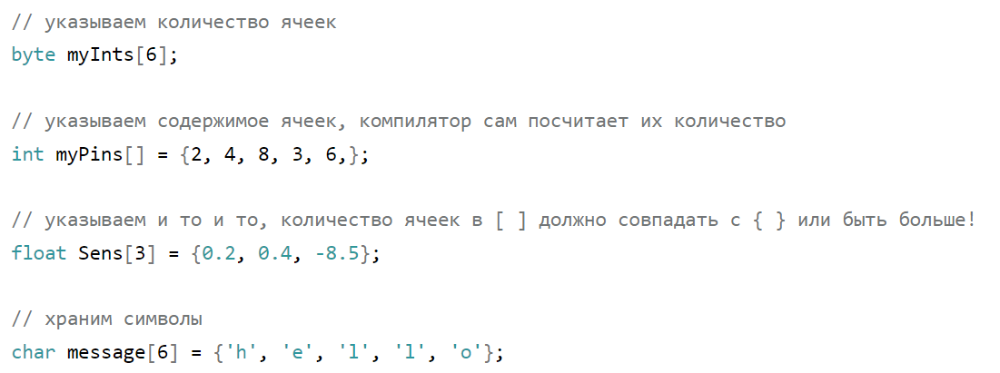 // указываем количество ячеек
byte myInts[6];
// указываем содержимое ячеек, компилятор сам посчитает их количество
int myPins[] = {2, 4, 8, 3, 6,};
// указываем и то и то, количество ячеек в [ ] должно совпадать с { } или быть больше!
float Sens[3] = {0.2, 0.4, -8.5};
// храним символы
char message[6] = {'h', 'e', 'l', 'l', 'o'};